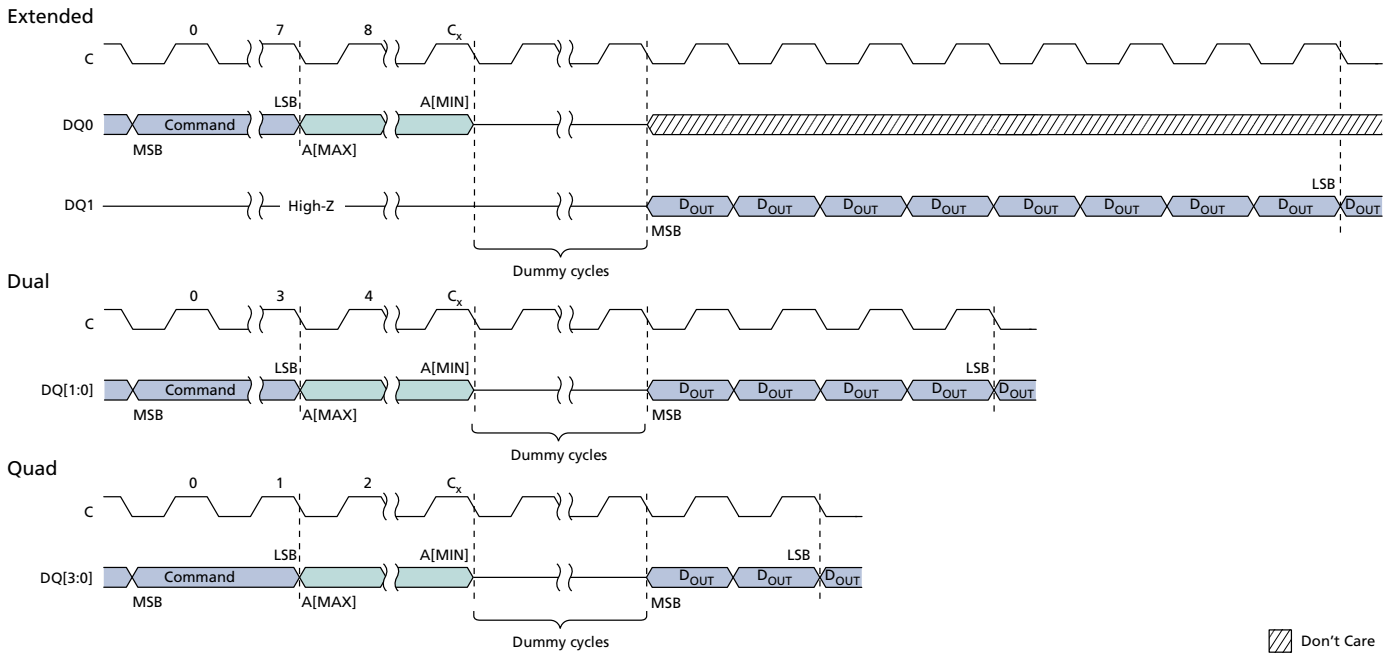 Extended
0 7 8 Cx
C
LSB A[MIN]
DQ0 Command
MSB A[MAX]
LSB
DQ1 High-Z DOUT DOUT DOUT DOUT DOUT DOUT DOUT DOUT DOUT
MSB
Dummy cycles
Dual
0 3 4 Cx
C
LSB A[MIN] LSB
DQ[1:0] Command DOUT DOUT DOUT DOUT DOUT
MSB A[MAX] MSB
Dummy cycles
Quad
0 1 2 Cx
C
LSB A[MIN] LSB
DQ[3:0] Command DOUT DOUT DOUT
MSB A[MAX] MSB
Dummy cycles
Don't Care